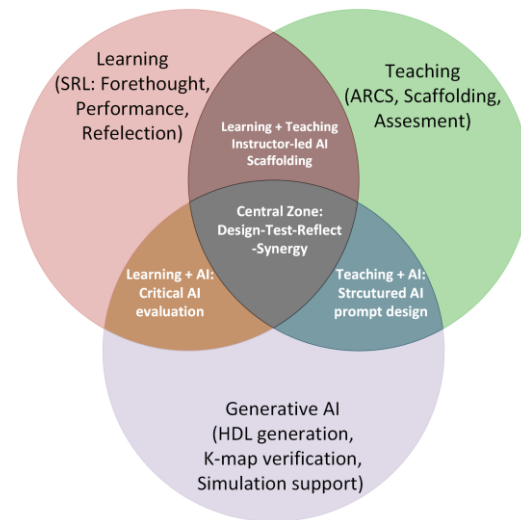 Learning
(SRL: Forethought,
Performance,
Refelection)
Teaching
(ARCS, Scaffolding,
Assesment)
Learning + Teaching
Instructor-led AI
Scaffolding
Central Zone:
Design-Test-Reflect
-Synergy
Learning + AI:
Critical AI
evaluation
Teaching + AI:
Strcutured AI
prompt design
Generative AI
(HDL generation,
K-map verification,
Simulation support)